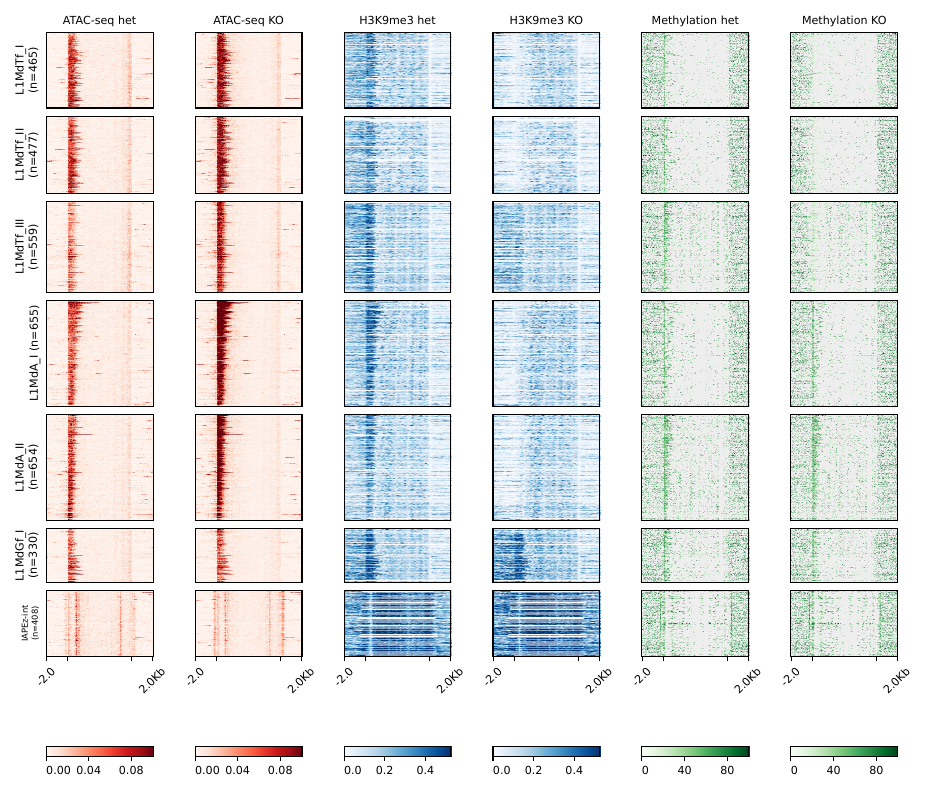 ATAC-seq het ATAC-seq KO H3K9me3 het H3K9me3 KO Methylation het Methylation KO
L1MdTf_I
(n=465)
L1MdTf_II
(n=477)
L1MdTf_III
(n=559)
L1MdA_I (n=655)
L1MdA_II
(n=654)
L1MdGf_I
(n=330)
IAPEz-int
(n=408)
-2.0 2.0Kb -2.0 2.0Kb -2.0 2.0Kb -2.0 2.0Kb -2.0 2.0Kb -2.0 2.0Kb
0.00 0.04 0.08 0.00 0.04 0.08 0.0 0.2 0.4 0.0 0.2 0.4 0 40 80 0 40 80